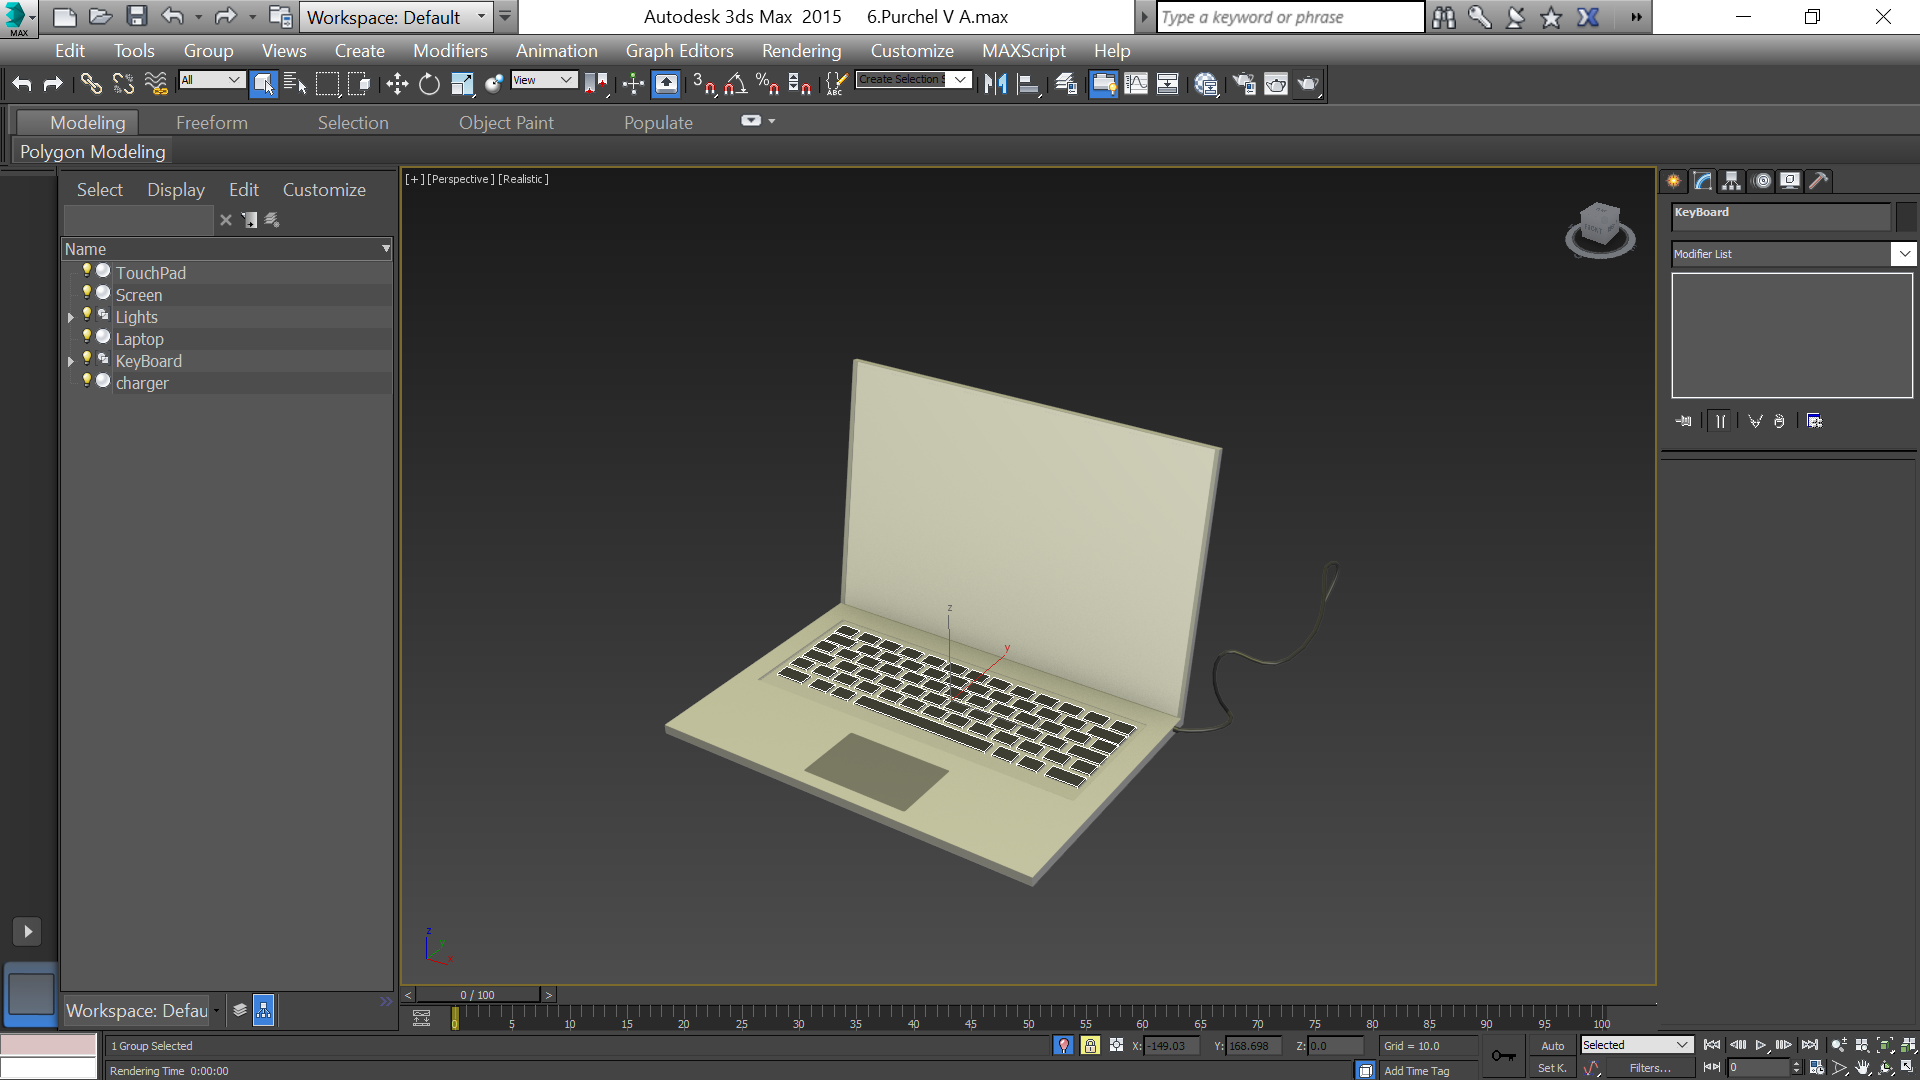 Workspace: Default
Autodesk 3ds Max 2015 6.Purchel V A.max
Type a keyword or phrase
MAX
Edit Tools Group Views Create Modifiers Animation Graph Editors Rendering Customize MAXScript Help
All
View
3
%
ABC
Create Selection S
Modeling Freeform Selection Object Paint Populate
Polygon Modeling
Select Display Edit Customize
Name
TouchPad
Screen
Lights
Laptop
KeyBoard
charger
[+] [Perspective] [Realistic]
KeyBoard
Modifier List
z
y
z
y
x
Workspace: Defau
< 0 / 100 >
0 5 10 15 20 25 30 35 40 45 50 55 60 65 70 75 80 85 90 95 100
1 Group Selected
X: -149.03 Y: 168.698 Z: 0.0
Grid = 10.0
Auto
Selected
Rendering Time 0:00:00
Add Time Tag
Set K.
Filters...
0